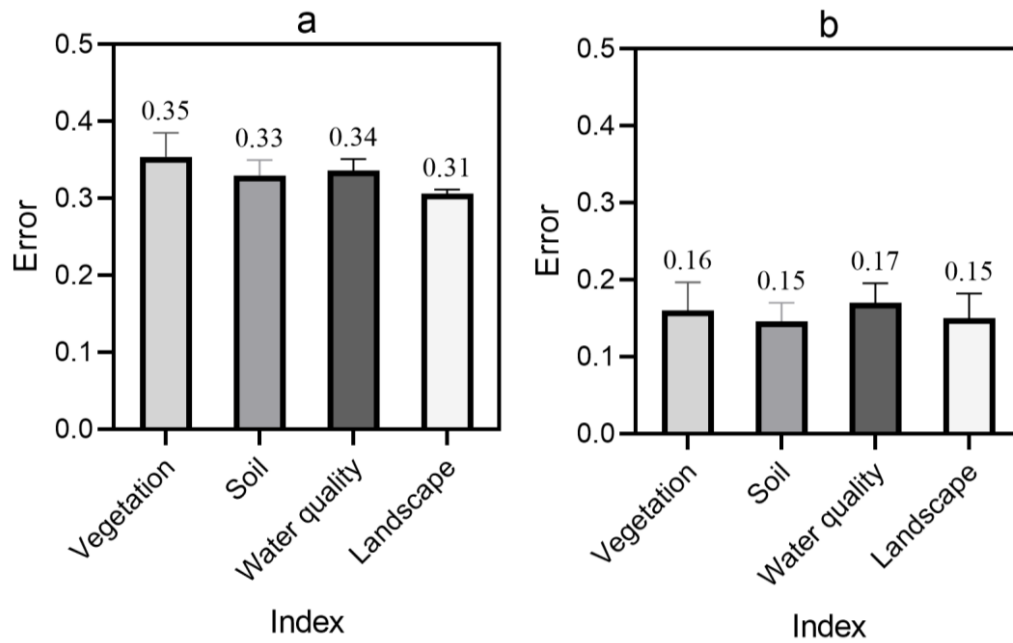 a
0.5
0.4
0.3
0.2
0.1
0.0
Error
0.35
0.33
0.34
0.31
Vegetation
Soil
Water quality
Landscape
Index
b
0.5
0.4
0.3
0.2
0.1
0.0
Error
0.16
0.15
0.17
0.15
Vegetation
Soil
Water quality
Landscape
Index